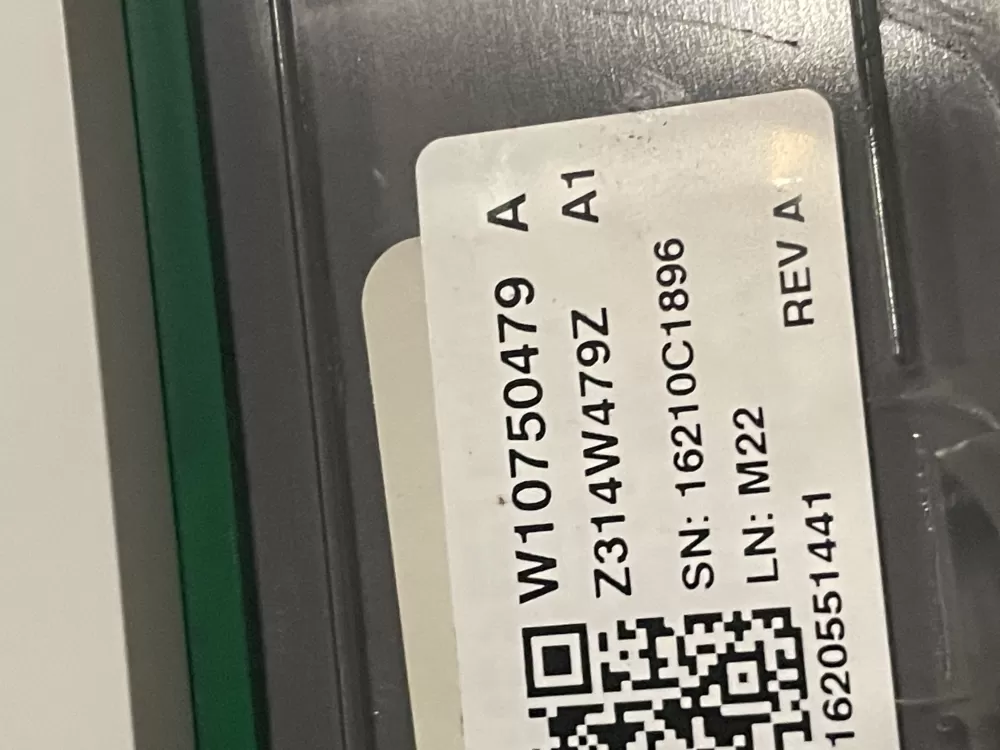 W10750479 A
Z314W479Z A1
SN: 16210C1896
LN: M22 REV A
1620551441